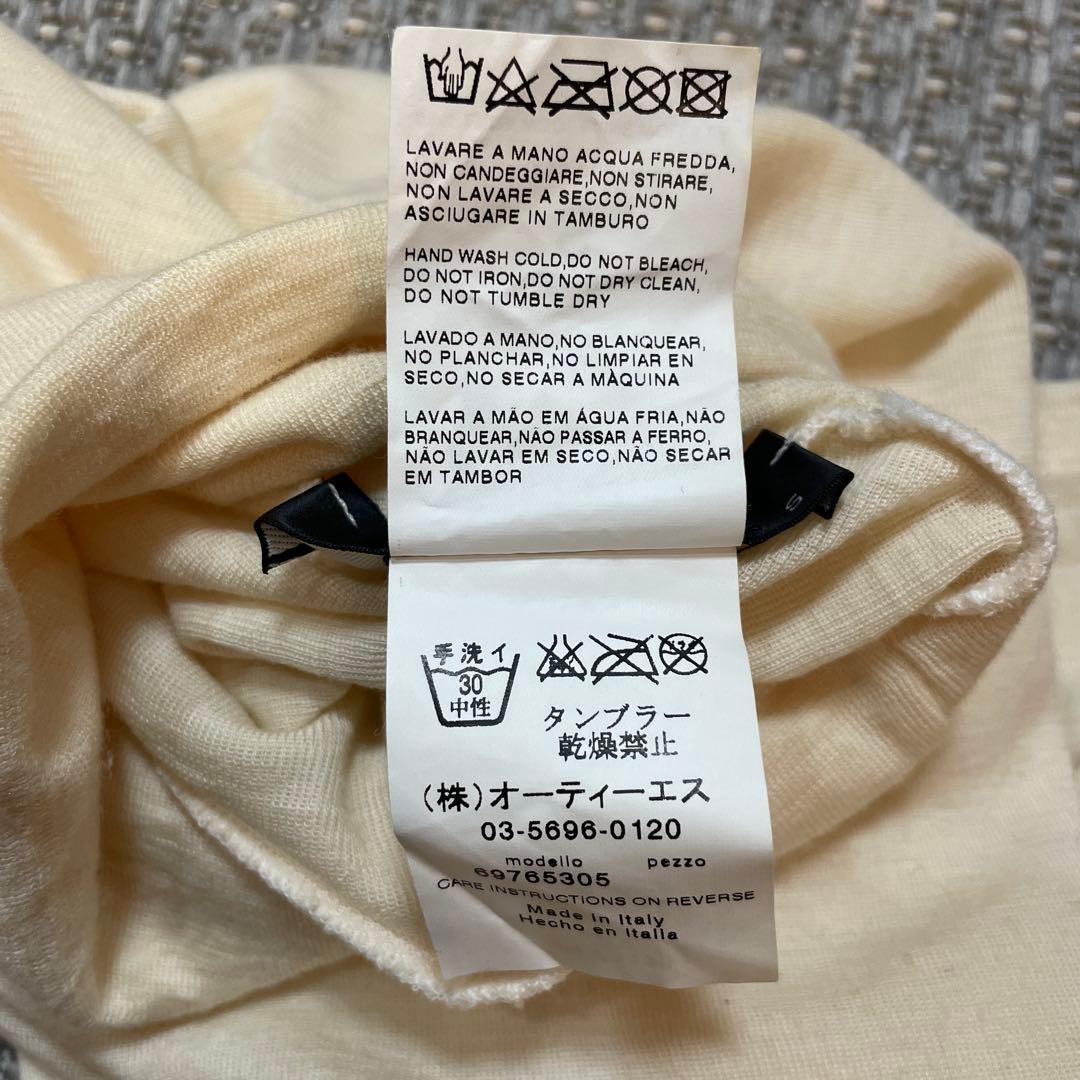 LAVARE A MANO ACQUA FREDDA,
NON CANDEGGIARE,NON STIRARE,
NON LAVARE A SECCO,NON
ASCIUGARE IN TAMBURO
HAND WASH COLD,DO NOT BLEACH,
DO NOT IRON,DO NOT DRY CLEAN,
DO NOT TUMBLE DRY
LAVADO A MANO,NO BLANQUEAR,
NO PLANCHAR,NO LIMPIAR EN
SECO,NO SECAR A MÀQUINA
LAVAR A MÃO EM ÁGUA FRIA,NÃO
BRANQUEAR,NÃO PASSAR A FERRO,
NÃO LAVAR EM SECO,NÃO SECAR
EM TAMBOR
S
手洗イ
30
中性
タンブラー
乾燥禁止
(株)オーティーエス
03-5696-0120
modello pezzo
69765305
CARE INSTRUCTIONS ON REVERSE
Made in Italy
Hecho en Italia